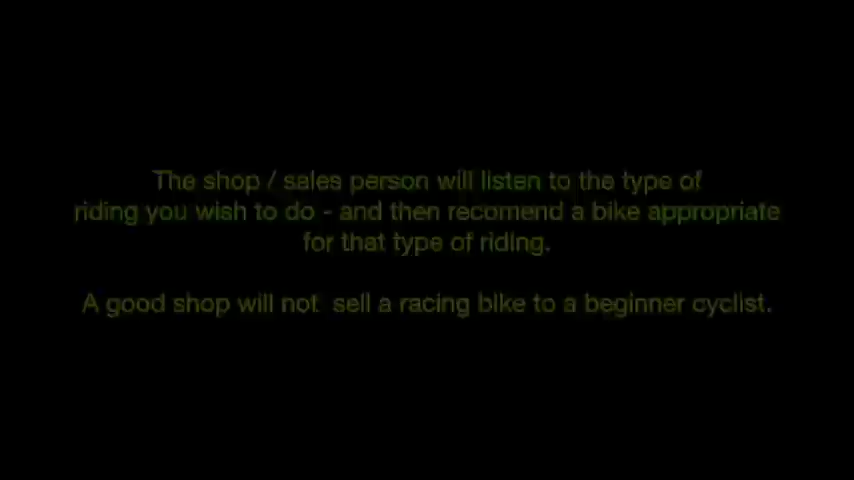 The shop / sales person will listen to the type of
riding you wish to do - and then recomend a bike appropriate
for that type of riding.
A good shop will not  sell a racing bike to a beginner cyclist.